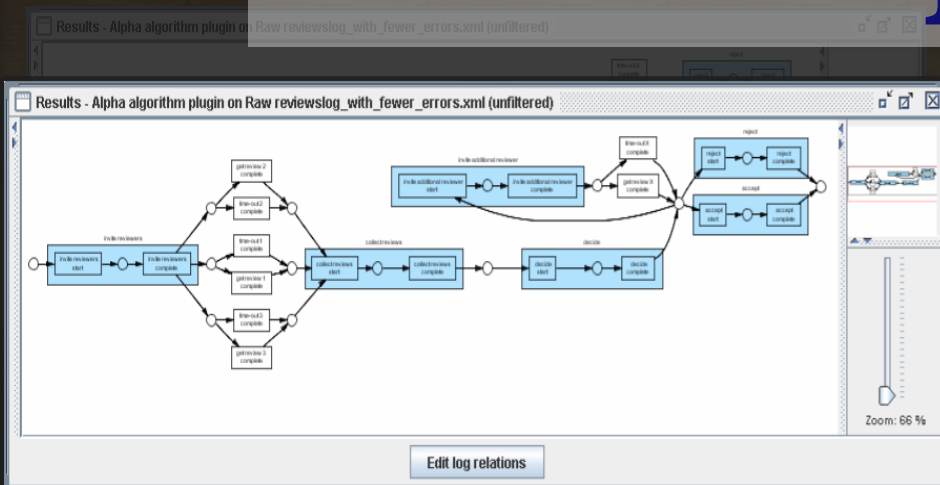 Results - Alpha algorithm plugin on Raw reviewslog_with_fewer_errors.xml (unfiltered)
Results - Alpha algorithm plugin on Raw reviewslog_with_fewer_errors.xml (unfiltered)
reject
time-out X
complete
invite additional reviewer
reject
start
reject
complete
get review 2
complete
invite additional reviewer
start
invite additional reviewer
complete
get review X
complete
accept
time-out 2
complete
accept
start
accept
complete
invite reviewers
time-out 1
complete
collect reviews
decide
invite reviewers
start
invite reviewers
complete
collect reviews
start
collect reviews
complete
decide
start
decide
complete
get review 1
complete
time-out 3
complete
get review 3
complete
Zoom: 66 %
Edit log relations